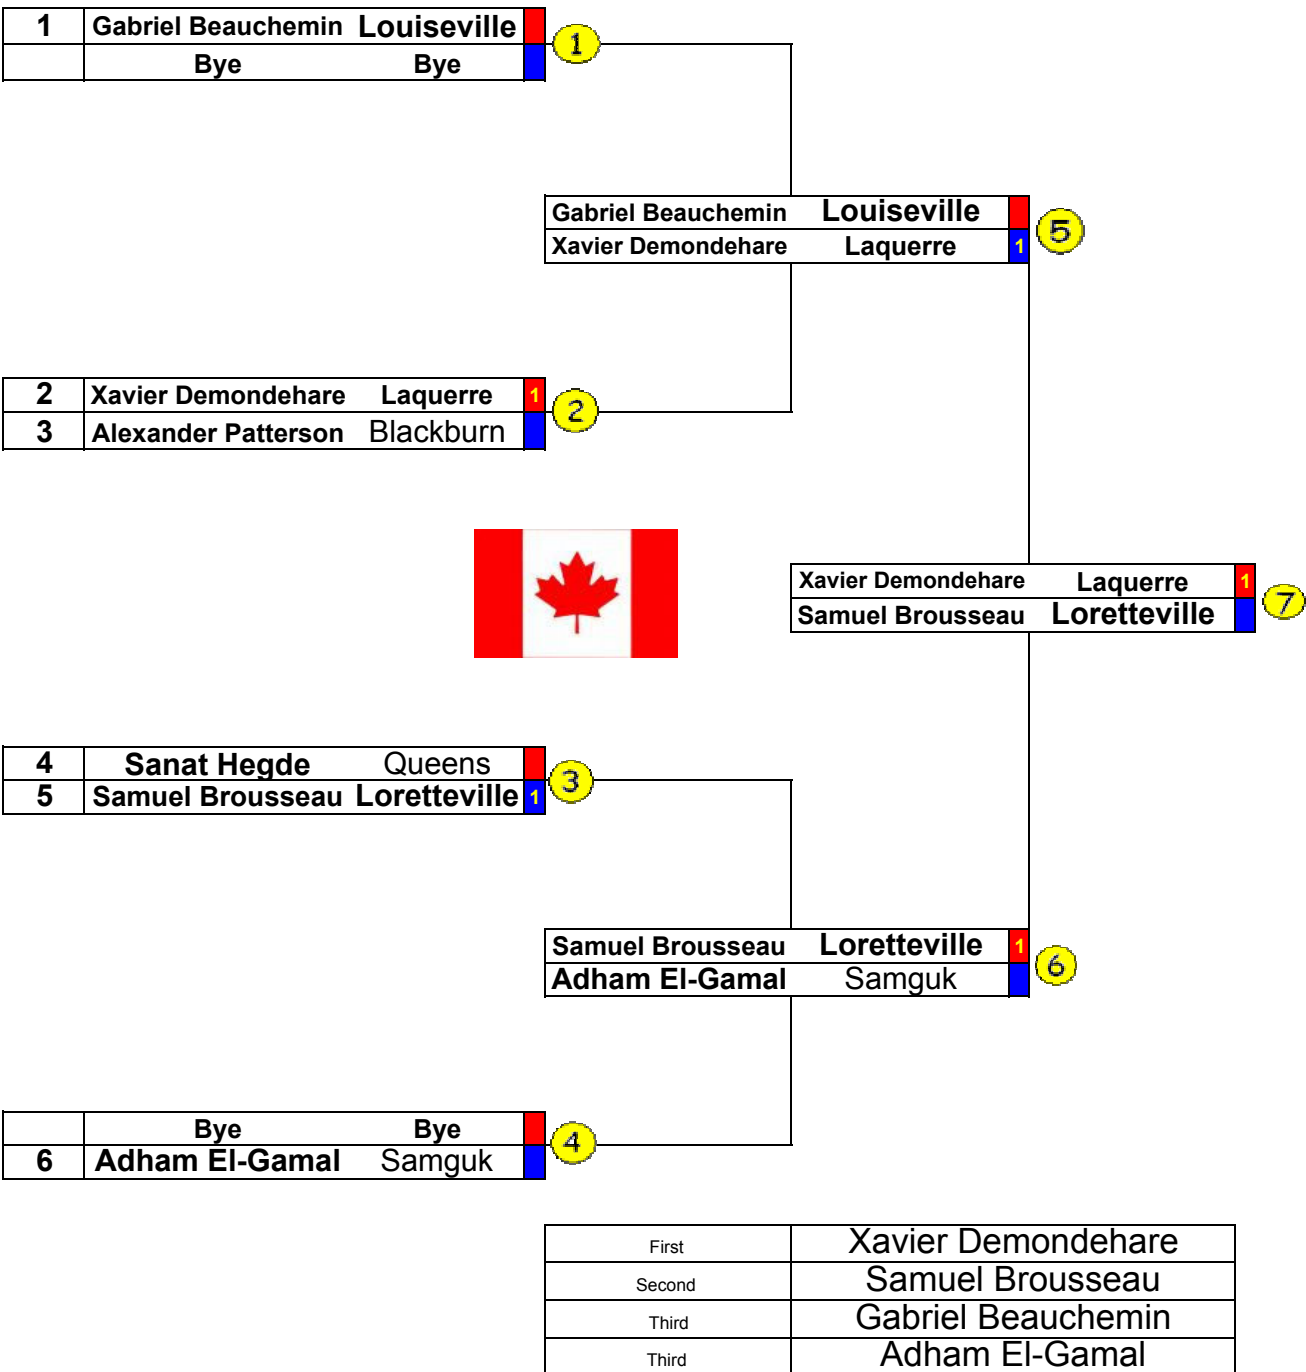 1 Gabriel Beauchemin Louiseville
1
Bye Bye
Gabriel Beauchemin Louiseville
5
Xavier Demondehare Laquerre 1
2 Xavier Demondehare Laquerre 1
2
3 Alexander Patterson Blackburn
Xavier Demondehare Laquerre 1
7
Samuel Brousseau Loretteville
4 Sanat Hegde Queens
3
5 Samuel Brousseau Loretteville 1
Samuel Brousseau Loretteville 1
6
Adham El-Gamal Samguk
Bye Bye
4
6 Adham El-Gamal Samguk
First Xavier Demondehare
Second Samuel Brousseau
Third Gabriel Beauchemin
Third Adham El-Gamal